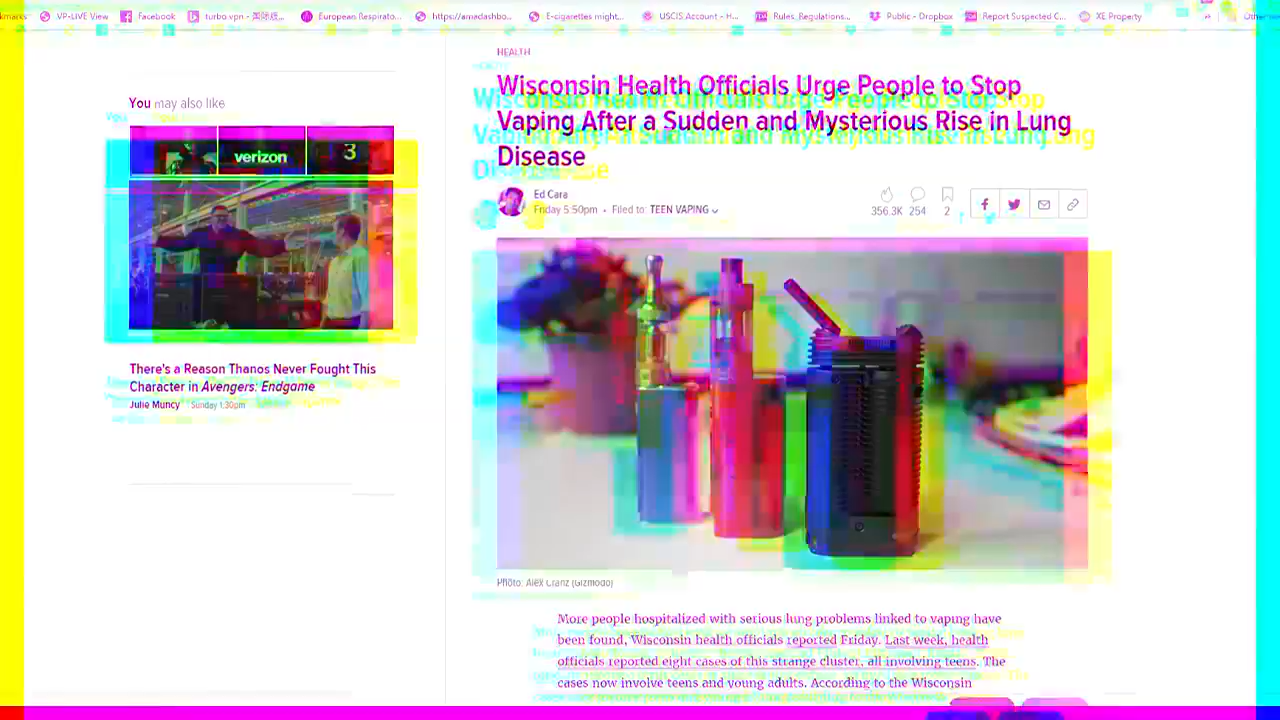 VP-LIVE View
Facebook
turbo vpn -
European Respirato...
https://amadashbo...
E-cigarettes might...
USCIS Account - H...
Rules, Regulations...
Public - Dropbox
Report Suspected C...
XE Property
HEALTH
Wisconsin Health Officials Urge People to Stop
Vaping After a Sudden and Mysterious Rise in Lung
Disease
Ed Cara
Friday 5:50pm • Filed to: TEEN VAPING
356.3K 254 2
You may also like
verizon
3
There's a Reason Thanos Never Fought This
Character in Avengers: Endgame
Julie Muncy Sunday 1:30pm
Photo: Alex Cranz (Gizmodo)
More people hospitalized with serious lung problems linked to vaping have
been found, Wisconsin health officials reported Friday. Last week, health
officials reported eight cases of this strange cluster, all involving teens. The
cases now involve teens and young adults. According to the Wisconsin